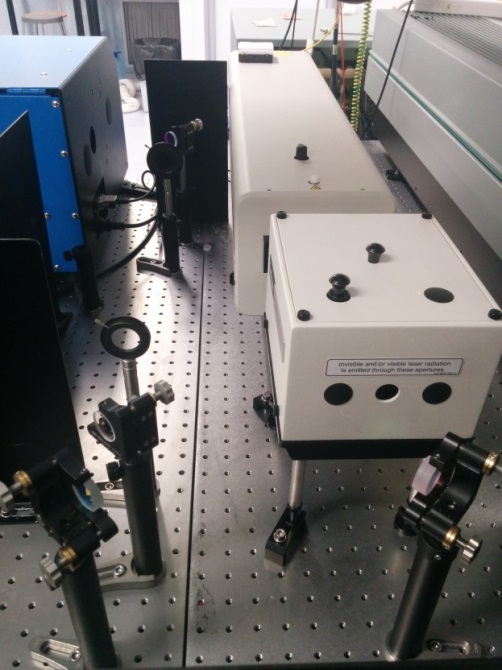 Invisible and/or visible laser radiation
is emitted through these apertures.